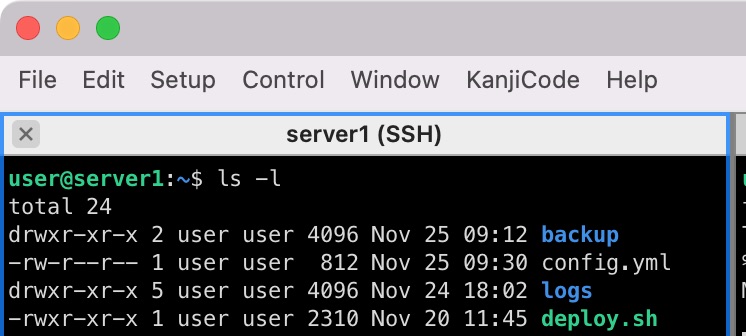 File Edit Setup Control Window KanjiCode Help
server1 (SSH)
user@server1:~$ ls -l
total 24
drwxr-xr-x 2 user user 4096 Nov 25 09:12 backup
-rw-r--r-- 1 user user  812 Nov 25 09:30 config.yml
drwxr-xr-x 5 user user 4096 Nov 24 18:02 logs
-rwxr-xr-x 1 user user 2310 Nov 20 11:45 deploy.sh